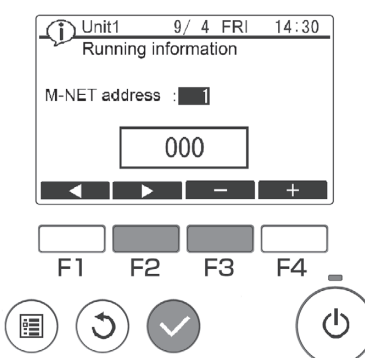 Unit1 9/ 4 FRI 14:30
Running information
M-NET address : 1
000
− +
F1 F2 F3 F4